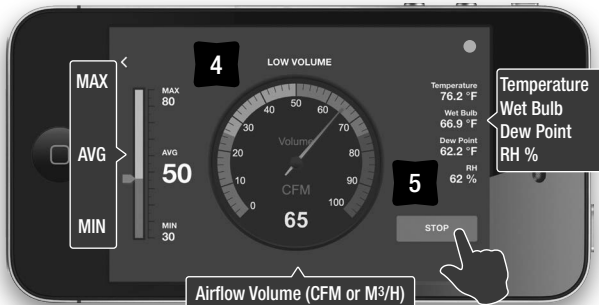 MAX
AVG
MIN
<
4
LOW VOLUME
MAX
80
AVG
50
MIN
30
0
10
20
30
40
50
60
70
80
90
100
Volume
CFM
65
Temperature
76.2 °F
Wet Bulb
66.9 °F
Dew Point
62.2 °F
RH
62 %
5
STOP
Temperature
Wet Bulb
Dew Point
RH %
Airflow Volume (CFM or M³/H)